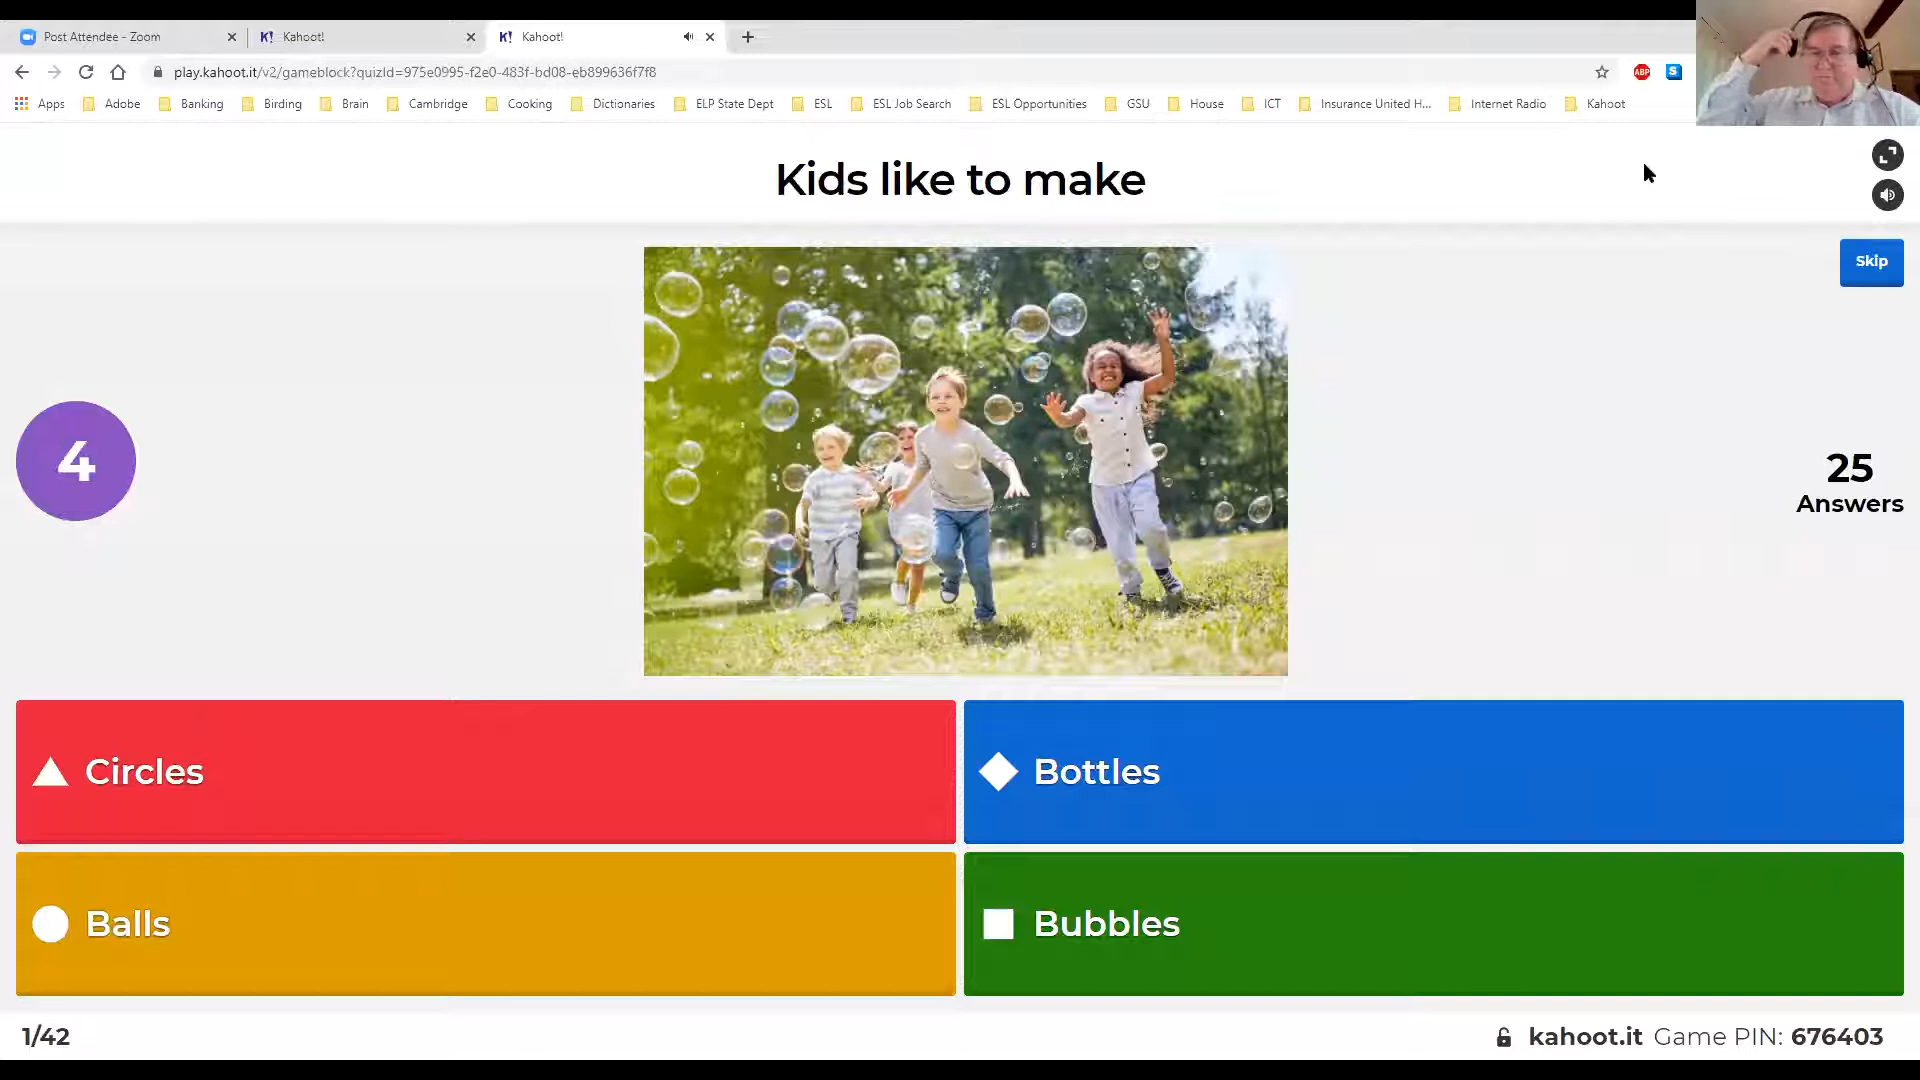 Post Attendee - Zoom
K! Kahoot!
K! Kahoot!
play.kahoot.it/v2/gameblock?quizId=975e0995-f2e0-483f-bd08-eb899636f7f8
ABP
S
Apps Adobe Banking Birding Brain Cambridge Cooking Dictionaries ELP State Dept ESL ESL Job Search ESL Opportunities GSU House ICT Insurance United H... Internet Radio Kahoot
Kids like to make
Skip
4
25
Answers
Circles
Bottles
Balls
Bubbles
1/42
kahoot.it Game PIN: 676403